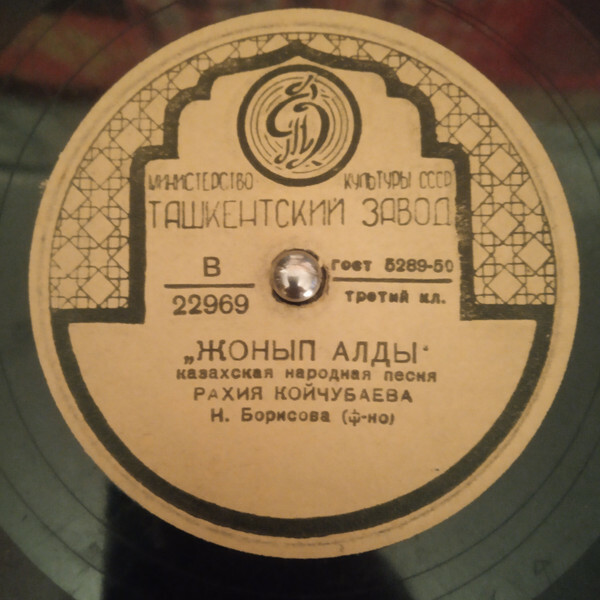 МИНИСТЕРСТВО КУЛЬТУРЫ СССР
ТАШКЕНТСКИЙ ЗАВОД
В
22969
ГОСТ 5289-50
третий кл.
„ЖОНЫП АЛДЫ“
казахская народная песня
РАХИЯ КОЙЧУБАЕВА
Н. Борисова (ф-но)